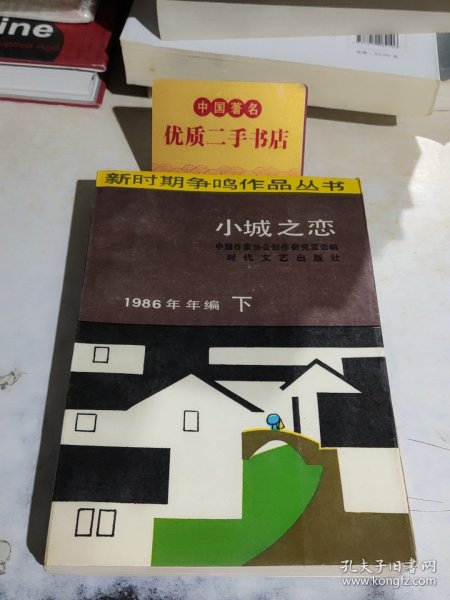 ine
uptive Age
中国著名
优质二手书店
新时期争鸣作品丛书
小城之恋
中国作家协会创作研究室选编
时代文艺出版社
1986年年编 下
孔夫子旧书网
www.kongfz.com